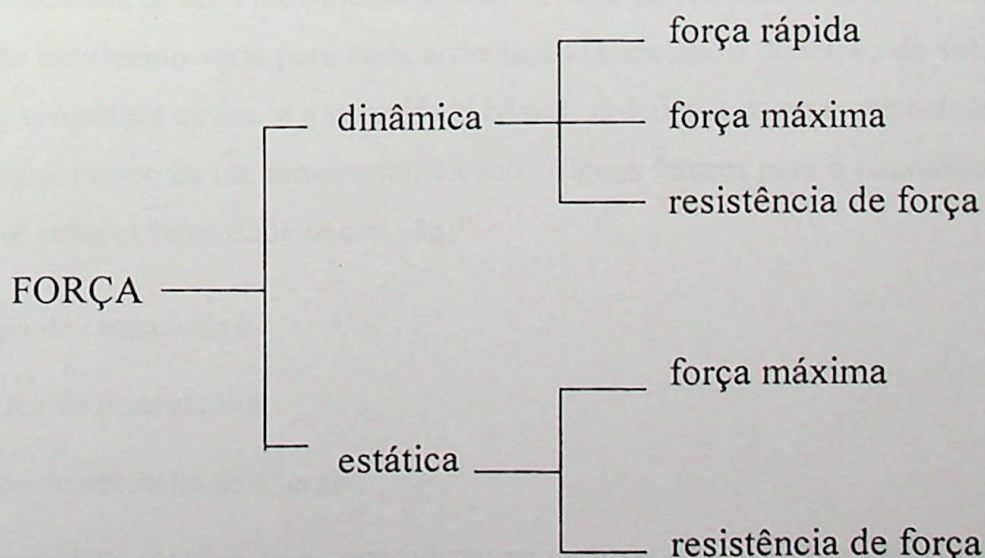 força rápida
dinâmica
força máxima
resistência de força
FORÇA
força máxima
estática
resistência de força